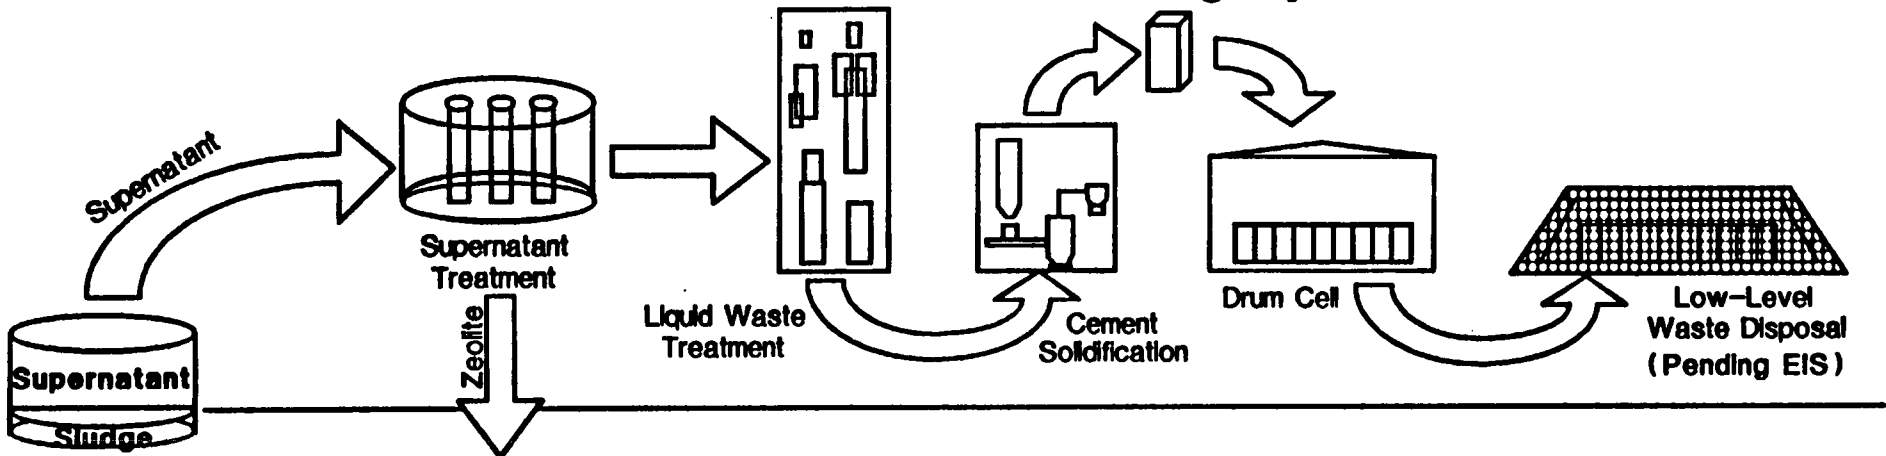 Supernatant
Supernatant
Treatment
Liquid Waste
Treatment
Cement
Solidification
Drum Cell
Low-Level
Waste Disposal
(Pending EIS)
Zeolite
Supernatant
Sludge